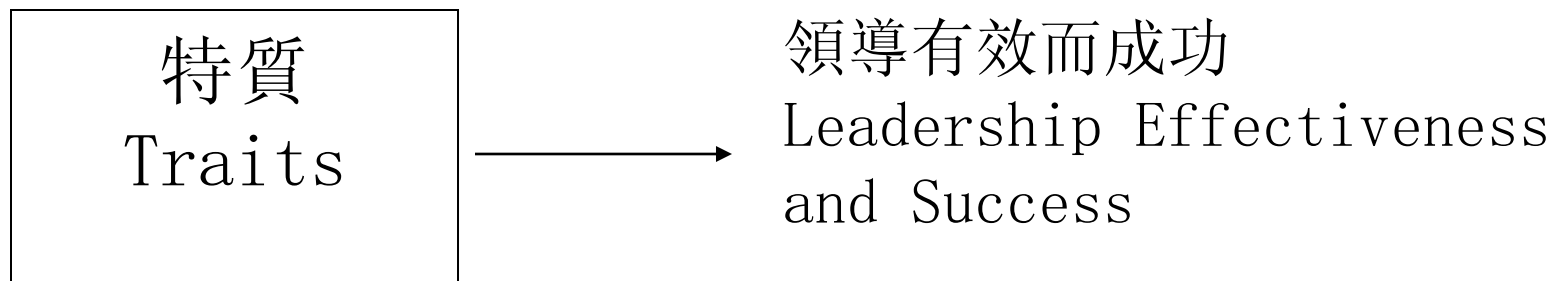 特質
Traits
領導有效而成功
Leadership Effectiveness
and Success